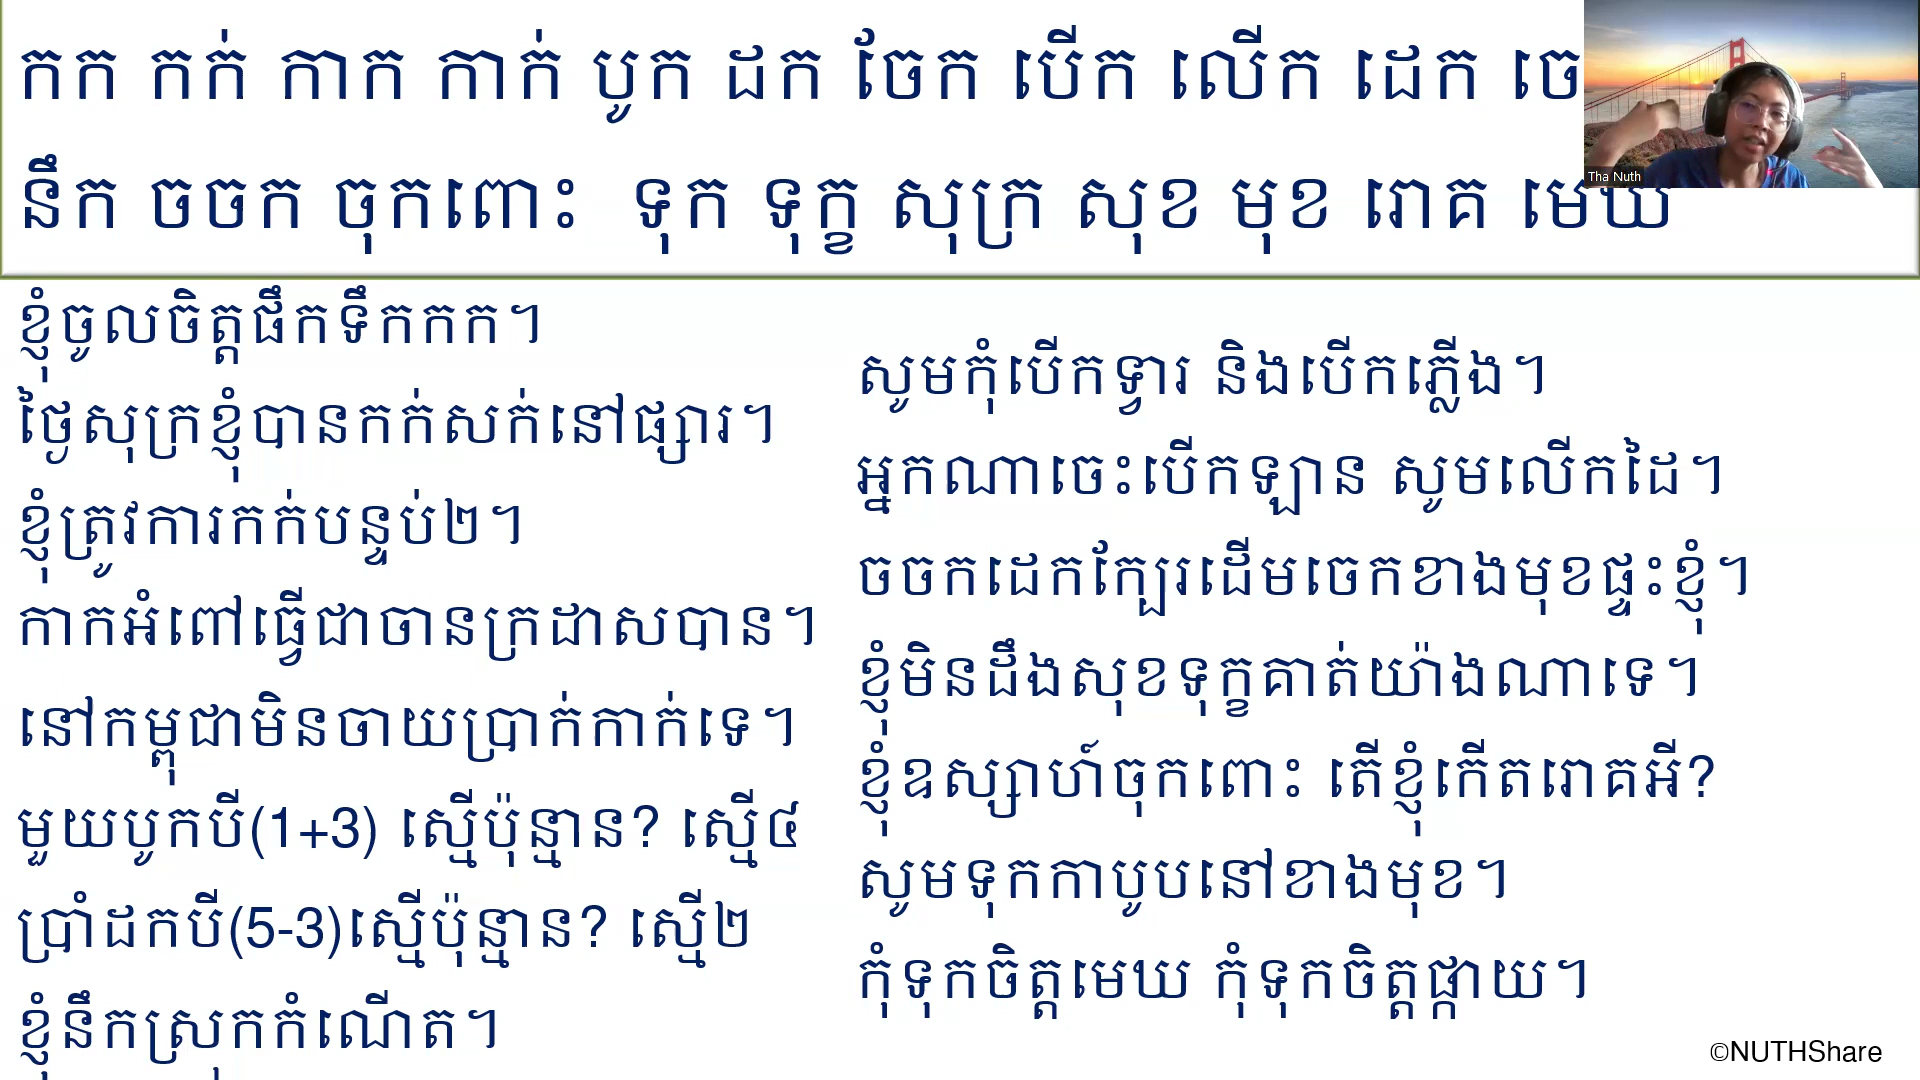 កក កក់ កាក កាក់ បូក ដក ចែក បើក លើក ដេក
Tha Nuth
នឹក ចចក ចុកពោះ ទុក ទុក្ខ សុក្រ សុខ មុខ រោគ មេឃ
ខ្ញុំចូលចិត្តផឹកទឹកកក។
ថ្ងៃសុក្រខ្ញុំបានកក់សក់នៅផ្សារ។
ខ្ញុំត្រូវការកក់បន្ទប់២។
កាកអំពៅធ្វើជាចានក្រដាសបាន។
នៅកម្ពុជាមិនចាយប្រាក់កាក់ទេ។
មួយបូកបី(1+3) ស្មើប៉ុន្មាន? ស្មើ៤
ប្រាំដកបី(5-3)ស្មើប៉ុន្មាន? ស្មើ២
ខ្ញុំនឹកស្រុកកំណើត។
សូមកុំបើកទ្វារ និងបើកភ្លើង។
អ្នកណាចេះបើកឡាន សូមលើកដៃ។
ចចកដេកក្បែរដើមចេកខាងមុខផ្ទះខ្ញុំ។
ខ្ញុំមិនដឹងសុខទុក្ខគាត់យ៉ាងណាទេ។
ខ្ញុំឧស្សាហ៍ចុកពោះ តើខ្ញុំកើតរោគអី?
សូមទុកកាបូបនៅខាងមុខ។
កុំទុកចិត្តមេឃ កុំទុកចិត្តផ្កាយ។
©NUTHShare